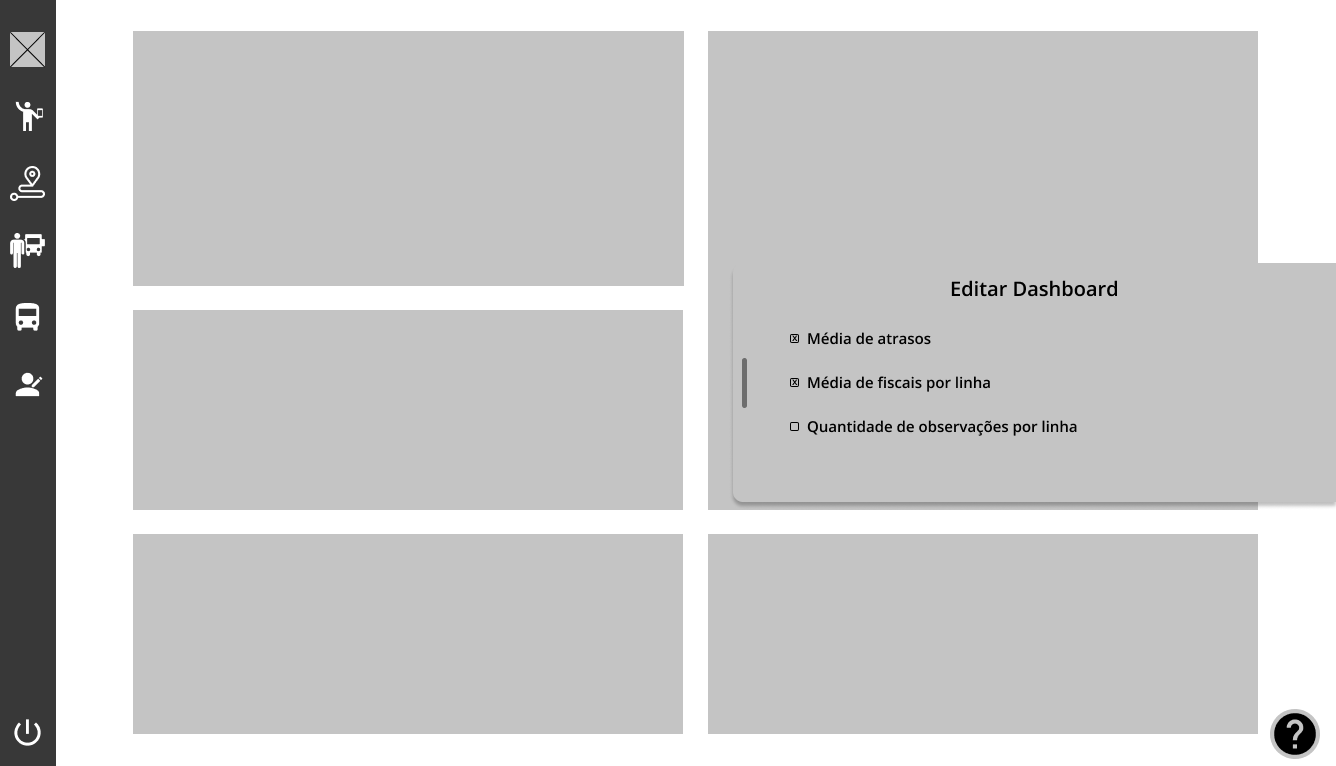 Editar Dashboard
Média de atrasos
Média de fiscais por linha
Quantidade de observações por linha
?